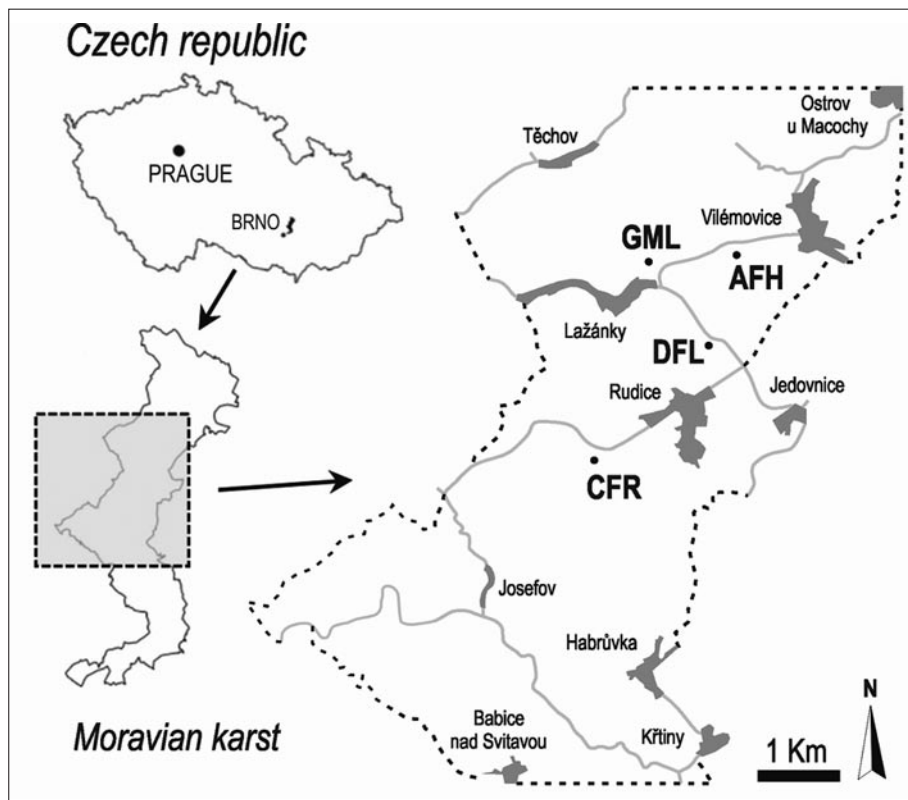 Czech republic
PRAGUE
BRNO
Moravian karst
Ostrov
u Macochy
Těchov
Vilémovice
GML
AFH
Lažánky
DFL
Rudice
Jedovnice
CFR
Josefov
Habrůvka
Babice
nad Svitavou
Křtiny
N
1 Km